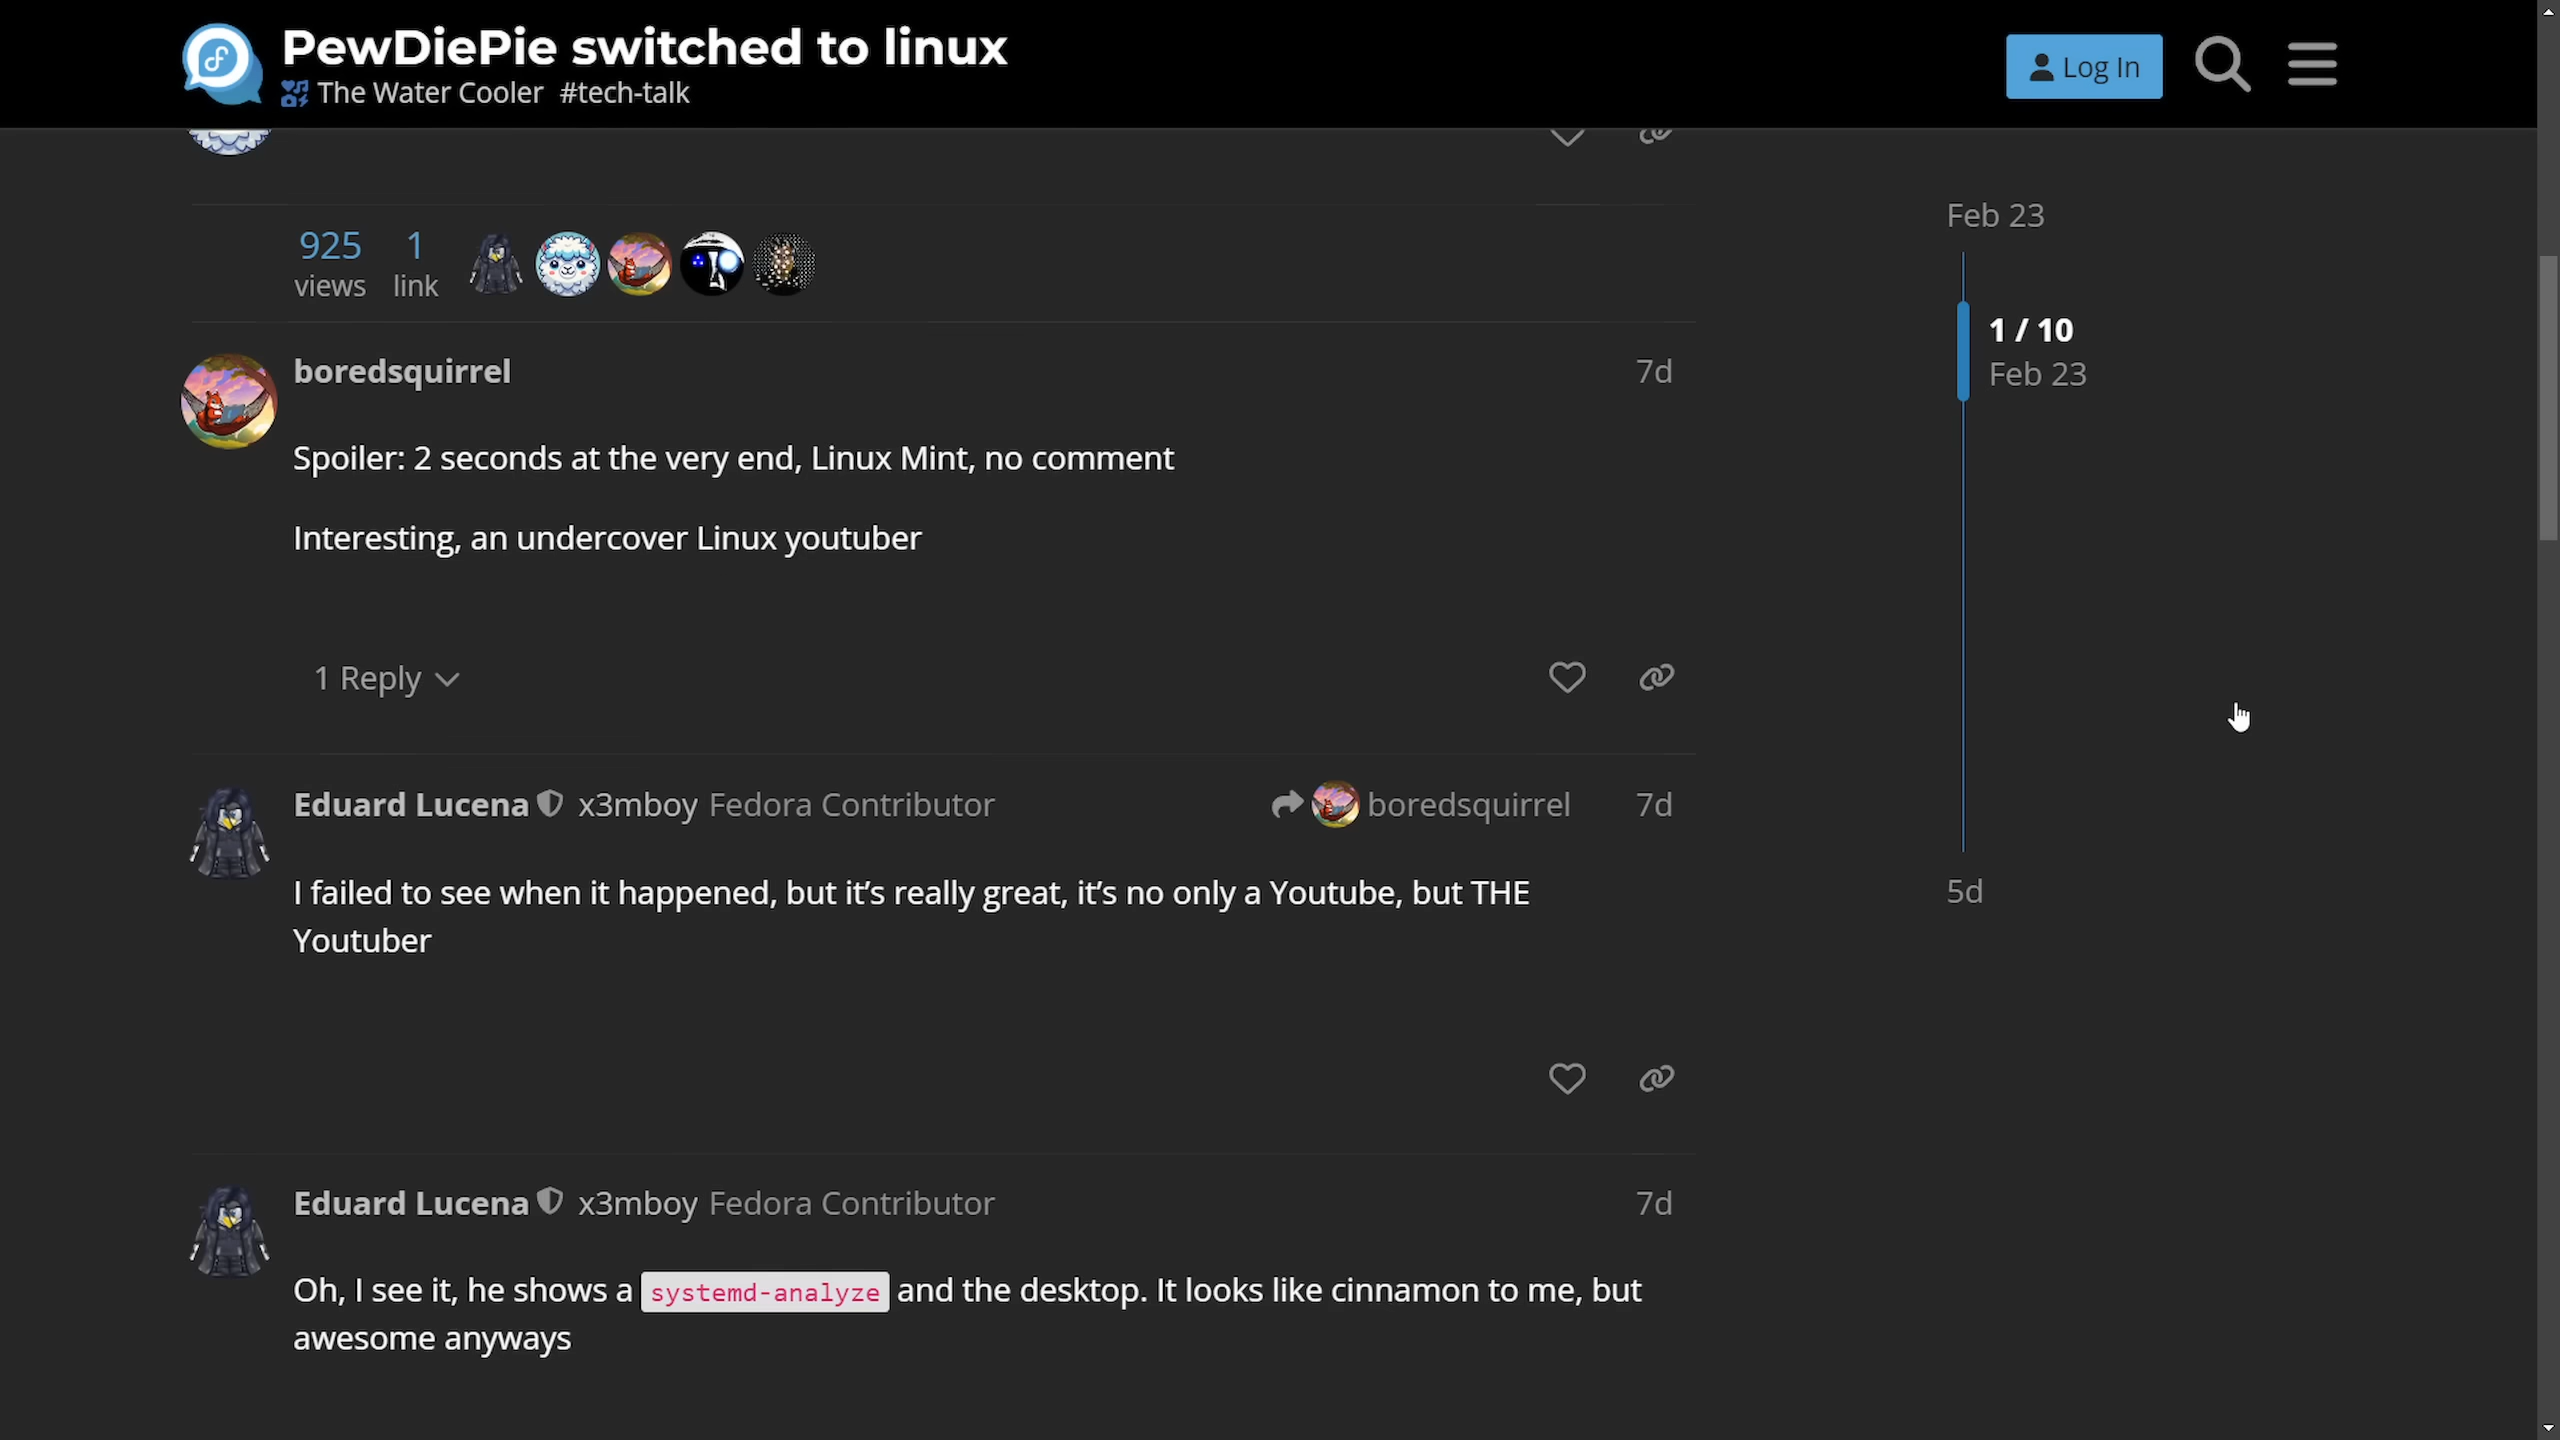 PewDiePie switched to linux
The Water Cooler #tech-talk
Log In
925 views
1 link
Feb 23
1 / 10
Feb 23
5d
boredsquirrel 7d
Spoiler: 2 seconds at the very end, Linux Mint, no comment
Interesting, an undercover Linux youtuber
1 Reply
Eduard Lucena x3mboy Fedora Contributor boredsquirrel 7d
I failed to see when it happened, but it’s really great, it’s no only a Youtube, but THE
Youtuber
Eduard Lucena x3mboy Fedora Contributor 7d
Oh, I see it, he shows a systemd-analyze and the desktop. It looks like cinnamon to me, but
awesome anyways